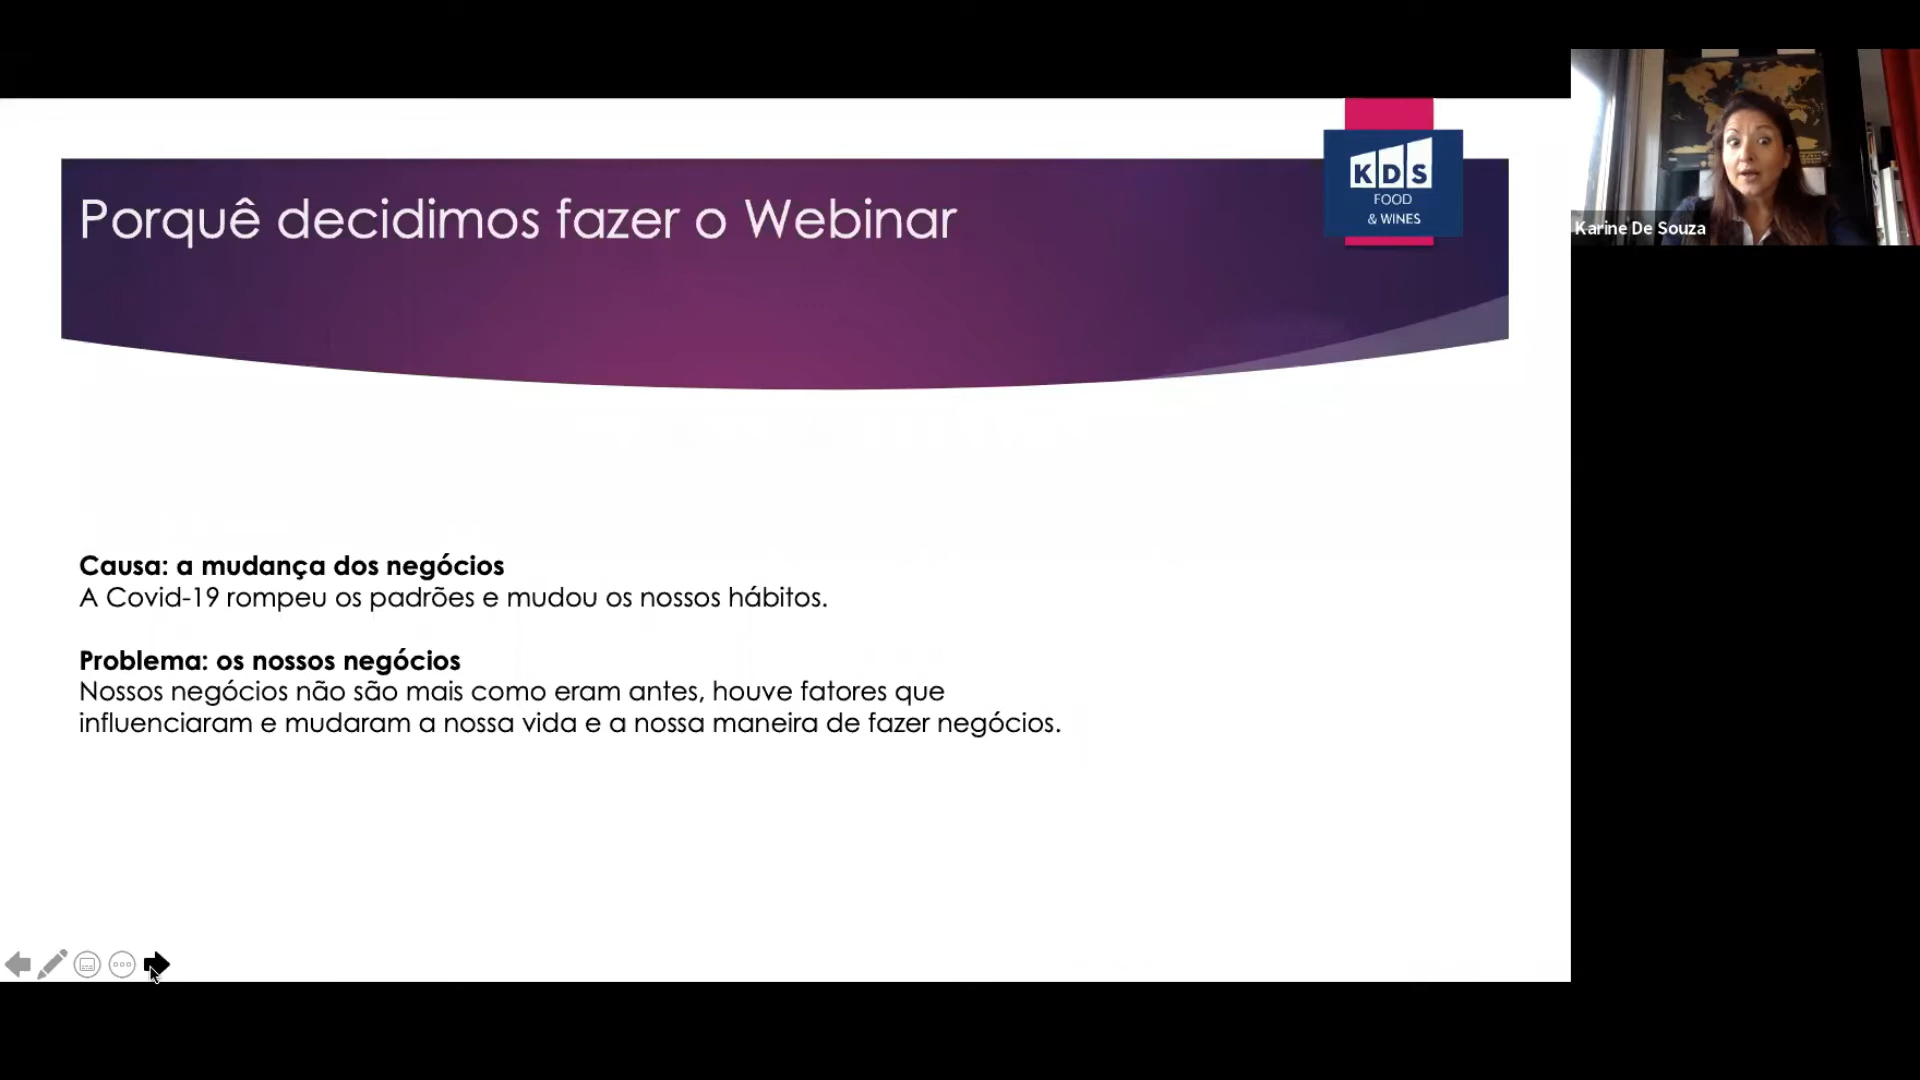 Porquê decidimos fazer o Webinar
KDS
FOOD
& WINES
Karine De Souza
Causa: a mudança dos negócios
A Covid-19 rompeu os padrões e mudou os nossos hábitos.
Problema: os nossos negócios
Nossos negócios não são mais como eram antes, houve fatores que
influenciaram e mudaram a nossa vida e a nossa maneira de fazer negócios.